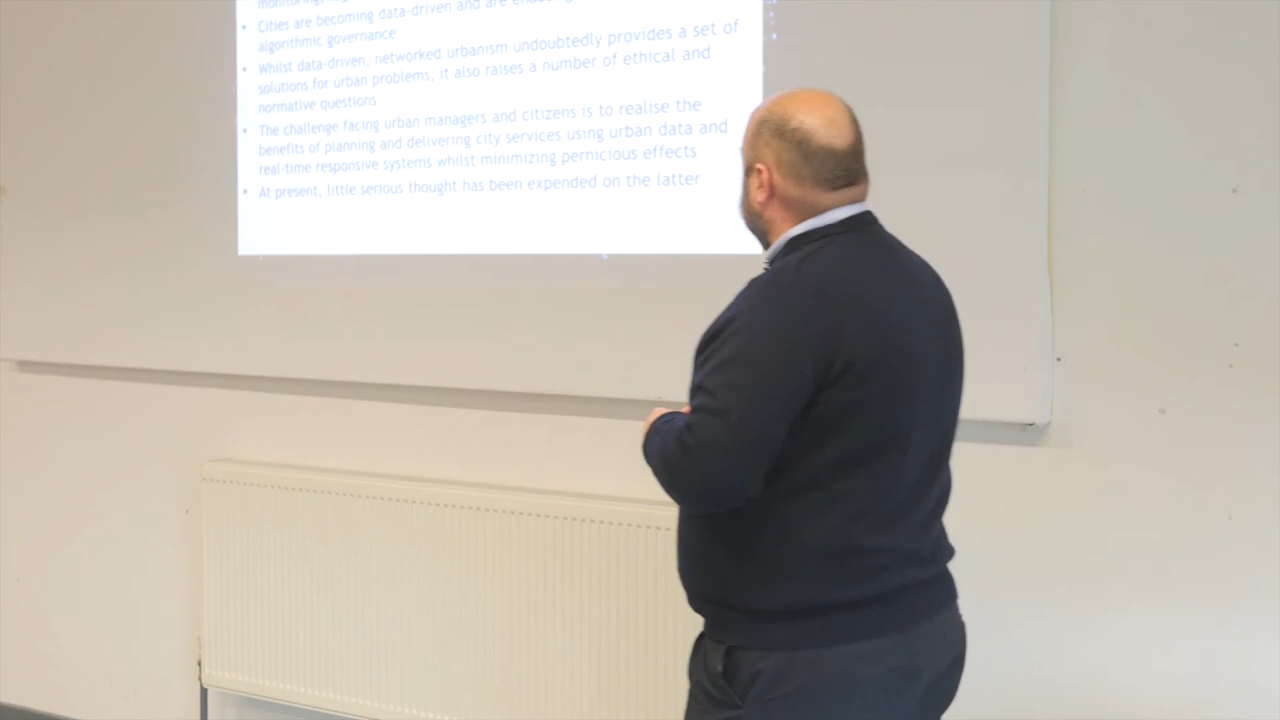 • Cities are becoming data-driven and are
algorithmic governance
• Whilst data-driven, networked urbanism undoubtedly provides a set of
solutions for urban problems, it also raises a number of ethical and
normative questions
• The challenge facing urban managers and citizens is to realise the
benefits of planning and delivering city services using urban data and
real-time responsive systems whilst minimizing pernicious effects
• At present, little serious thought has been expended on the latter